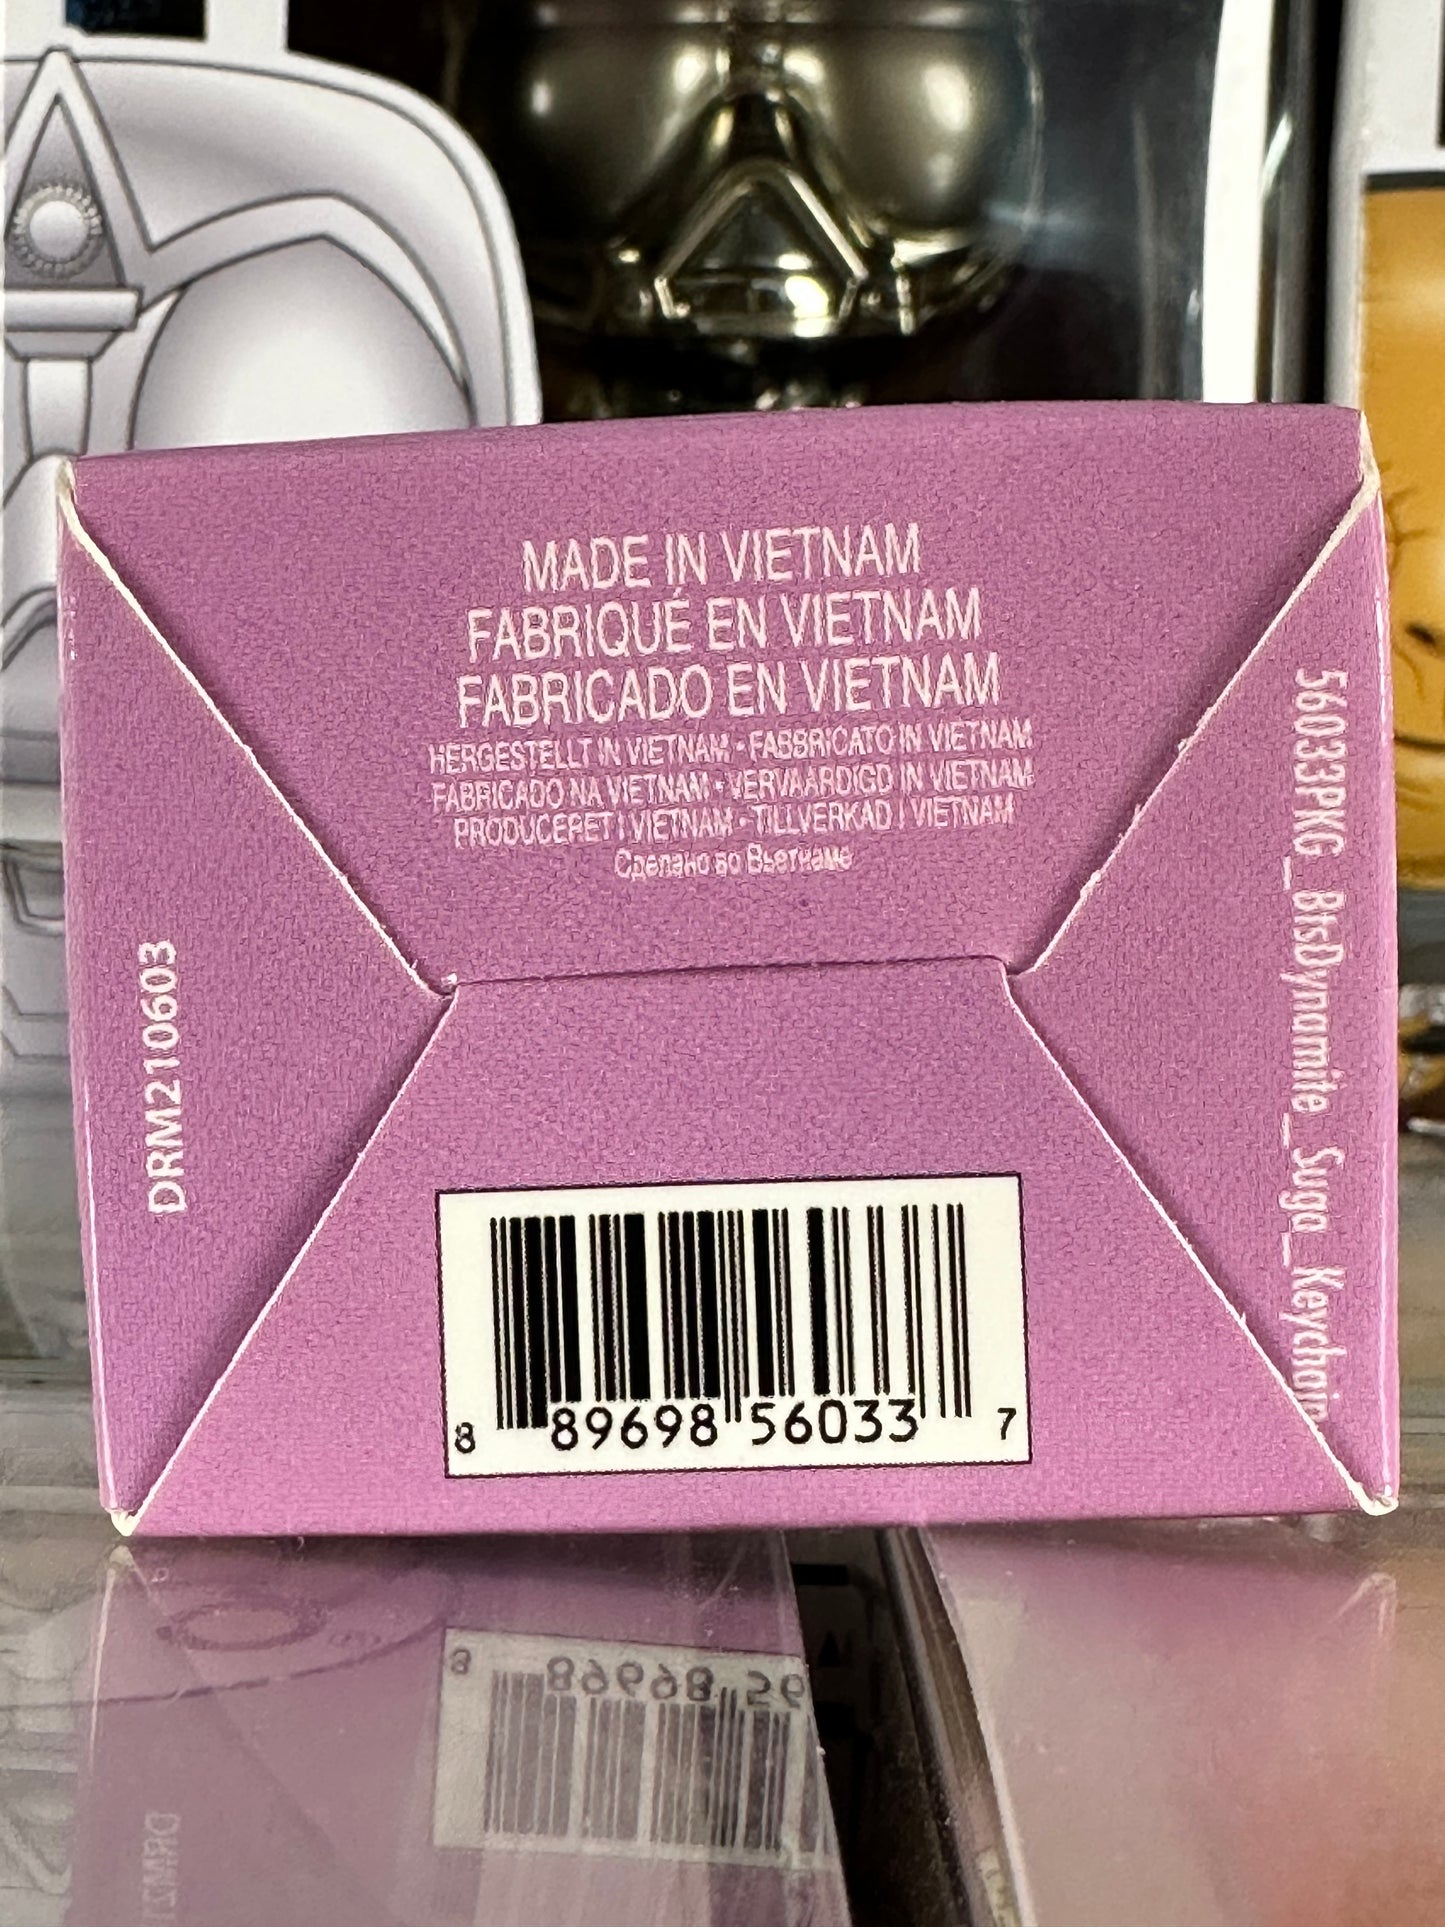 MADE IN VIETNAM
FABRIQUÉ EN VIETNAM
FABRICADO EN VIETNAM
HERGESTELLT IN VIETNAM • FABBRICATO IN VIETNAM
FABRICADO NA VIETNAM • VERVAARDIGD IN VIETNAM
PRODUCERET I VIETNAM • TILLVERKAD I VIETNAM
Сделано во Вьетнаме
DRM210603
56033PKG_BtsDynamite_Suga_Keychain
8 89698 56033 7